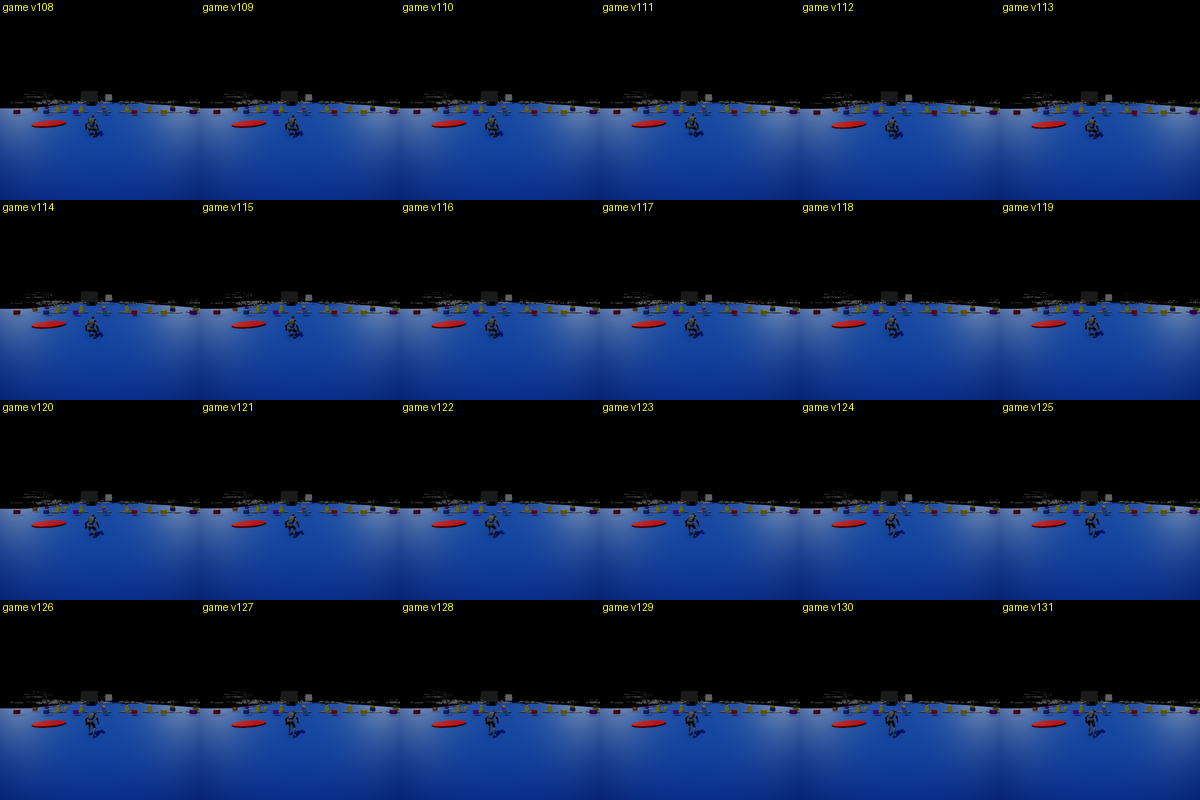 game v108
game v109
game v110
game v111
game v112
game v113
game v114
game v115
game v116
game v117
game v118
game v119
game v120
game v121
game v122
game v123
game v124
game v125
game v126
game v127
game v128
game v129
game v130
game v131